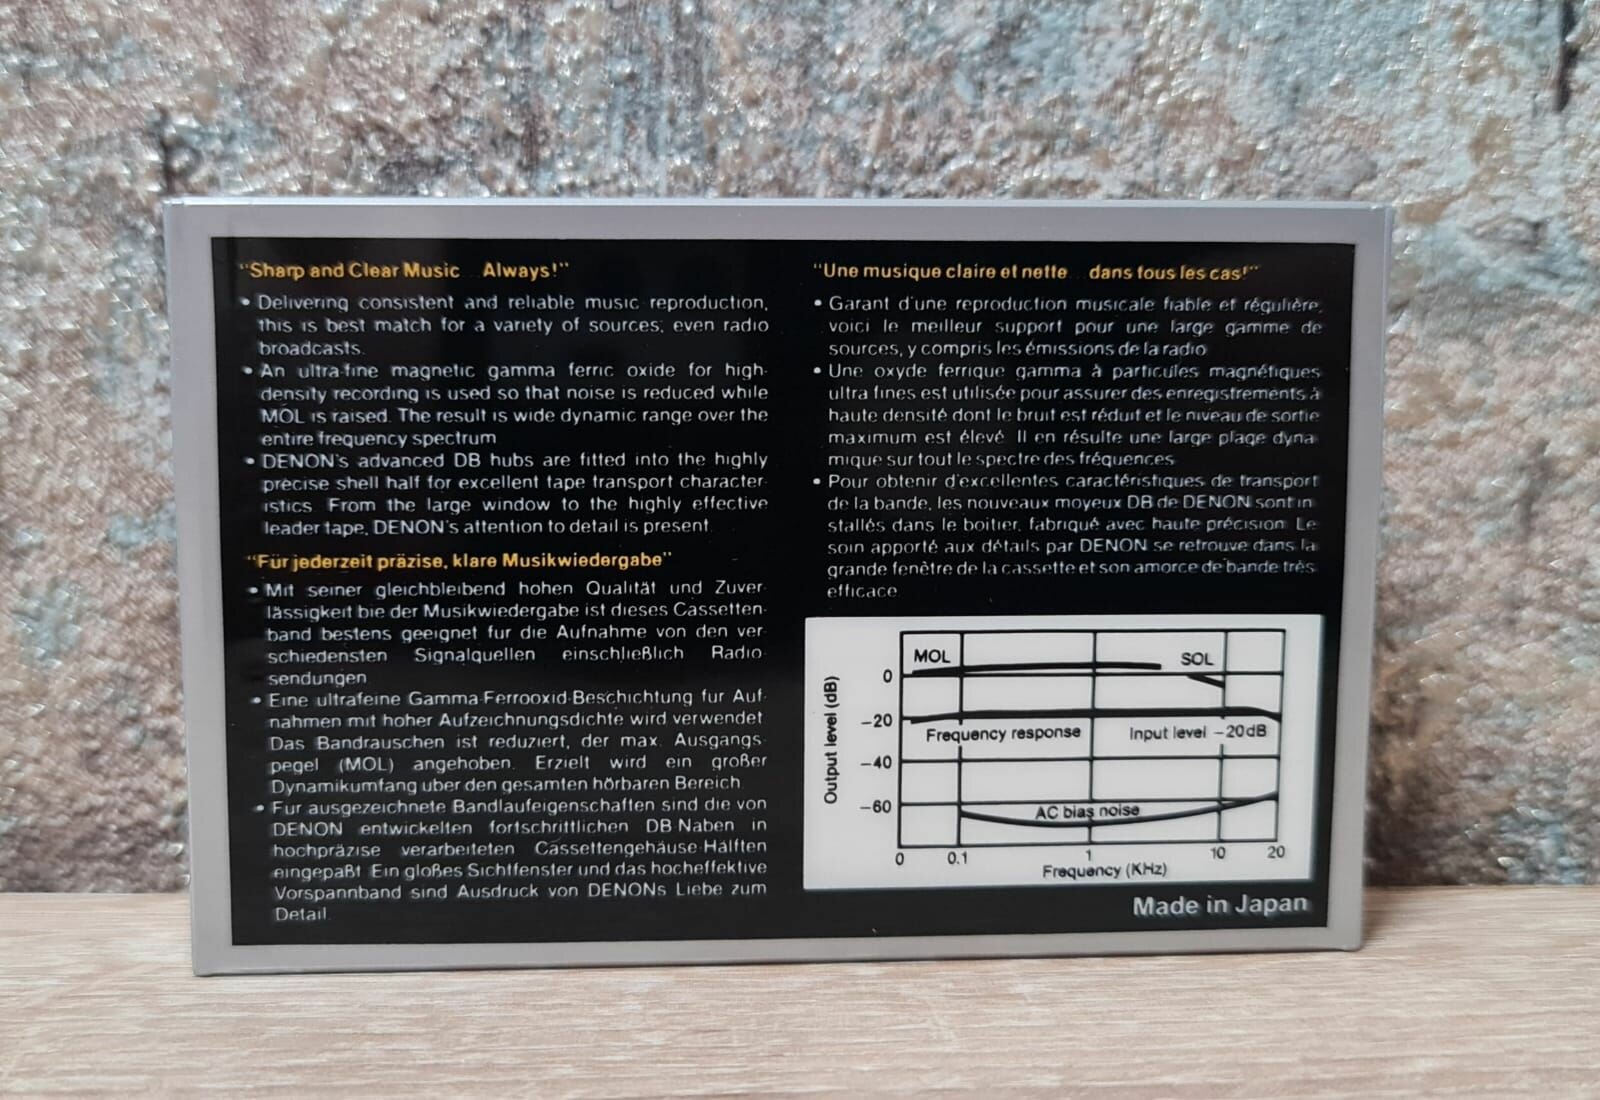 "Sharp and Clear Music Always!"
• Delivering consistent and reliable music reproduction,
this is best match for a variety of sources; even radio
broadcasts.
• An ultra-fine magnetic gamma ferric oxide for high-
density recording is used so that noise is reduced while
MOL is raised. The result is wide dynamic range over the
entire frequency spectrum
• DENON's advanced DB hubs are fitted into the highly
precise shell half for excellent tape transport character-
istics From the large window to the highly effective
leader tape, DENON's attention to detail is present.
"Für jederzeit präzise, klare Musikwiedergabe"
• Mit seiner gleichbleibend hohen Qualität und Zuver-
lässigkeit bie der Musikwiedergabe ist dieses Cassetten-
band bestens geeignet fur die Aufnahme von den ver-
schiedensten Signalquellen einschließlich Radio-
sendungen
• Eine ultrafeine Gamma-Ferrooxid-Beschichtung fur Auf-
nahmen mit hoher Aufzeichnungsdichte wird verwendet
Das Bandrauschen ist reduziert, der max. Ausgangs-
pegel (MOL) angehoben. Erzielt wird ein großer
Dynamikumfang uber den gesamten hörbaren Bereich.
• Fur ausgezeichnete Bandlaufeigenschaften sind die von
DENON entwickelten fortschrittlichen DB-Naben in
hochpräzise verarbeiteten Cassettengehäuse-Hälften
eingepaßt Ein gloßes Sichtfenster und das hocheffektive
Vorspannband sind Ausdruck von DENONs Liebe zum
Detail.
"Une musique claire et nette dans tous les cas!"
• Garant d'une reproduction musicale fiable et régulière,
voici le meilleur support pour une large gamme de
sources, y compris les émissions de la radio
• Une oxyde ferrique gamma à particules magnétiques
ultra fines est utilisée pour assurer des enregistrements à
haute densité dont le bruit est réduit et le niveau de sortie
maximum est élevé Il en résulte une large plage dyna
mique sur tout le spectre des fréquences.
• Pour obtenir d'excellentes caractéristiques de transport
de la bande, les nouveaux moyeux DB de DENON sont in
stallés dans le boitier, fabriqué avec haute précision. Le
soin apporté aux détails par DENON se retrouve dans la
grande fenêtre de la cassette et son amorce de bande très
efficace
MOL
SOL
0
-20
-40
-60
Output level (dB)
Frequency response
Input level -20dB
AC bias noise
0 0.1 1 10 20
Frequency (KHz)
Made in Japan